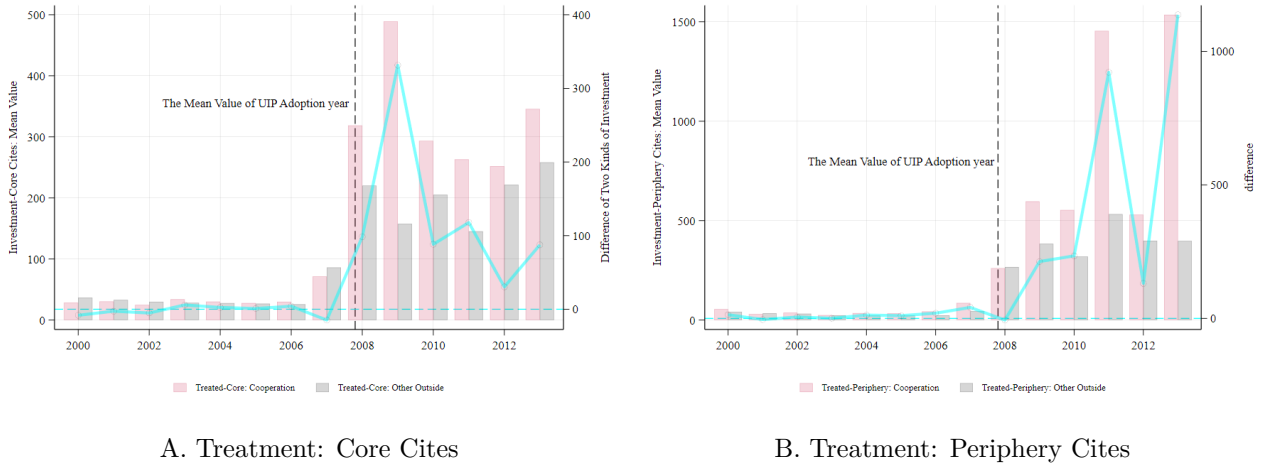 Investment-Core Cites: Mean Value
500
400
300
200
100
0
The Mean Value of UIP Adoption year
400
300
200
100
0
Difference of Two Kinds of Investment
2000 2002 2004 2006 2008 2010 2012
Treated-Core: Cooperation Treated-Core: Other Outside
A. Treatment: Core Cites
Investment-Periphery Cites: Mean Value
1500
1000
500
0
The Mean Value of UIP Adoption year
1000
500
0
difference
2000 2002 2004 2006 2008 2010 2012
Treated-Periphery: Cooperation Treated-Periphery: Other Outside
B. Treatment: Periphery Cites